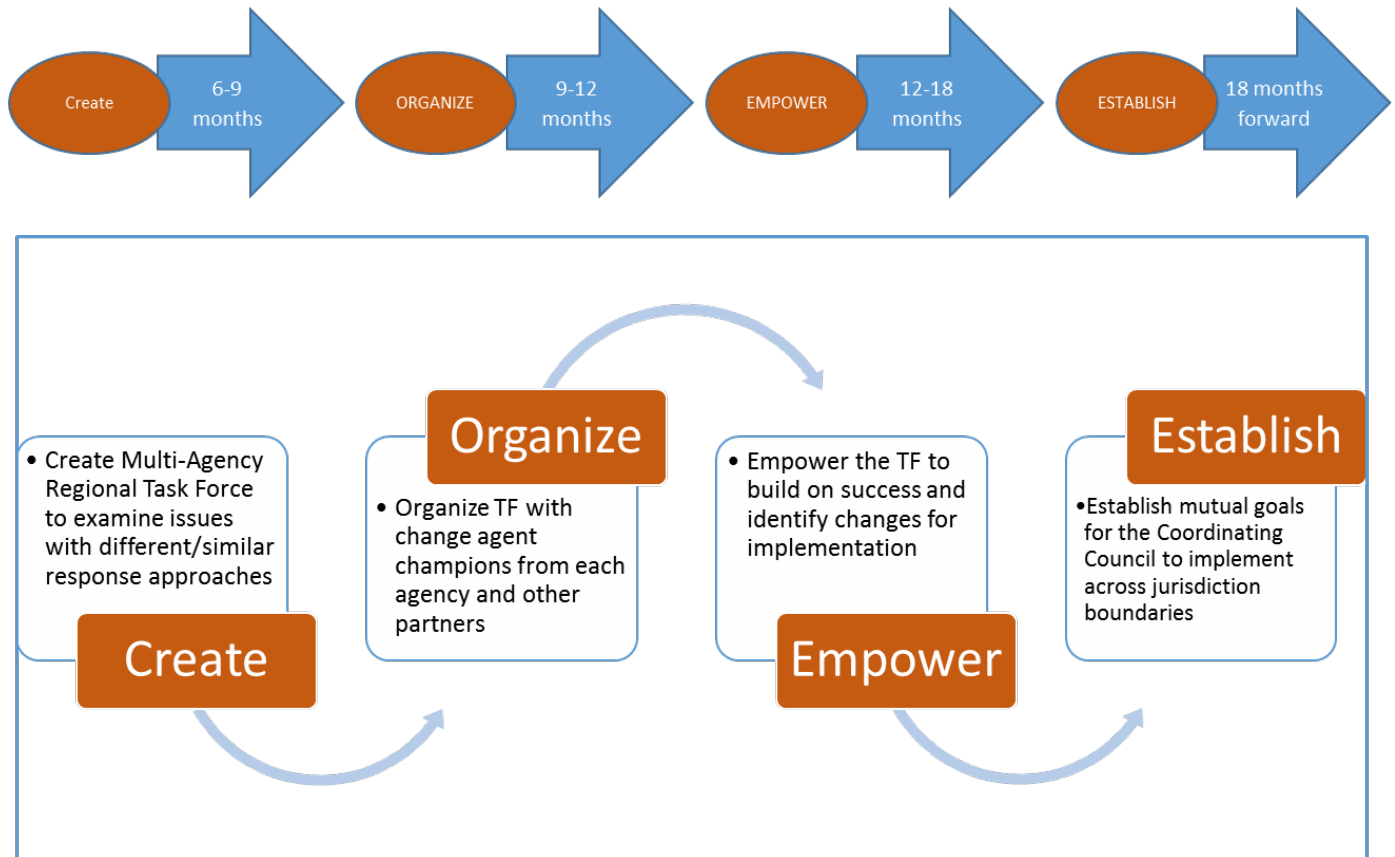 Create
6-9
months
ORGANIZE
9-12
months
EMPOWER
12-18
months
ESTABLISH
18 months
forward
• Create Multi-Agency
Regional Task Force
to examine issues
with different/similar
response approaches
Create
Organize
• Organize TF with
change agent
champions from each
agency and other
partners
• Empower the TF to
build on success and
identify changes for
implementation
Empower
Establish
•Establish mutual goals
for the Coordinating
Council to implement
across jurisdiction
boundaries